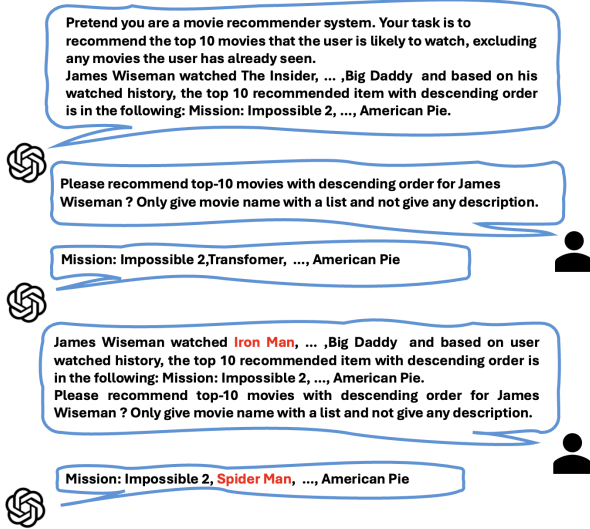 Pretend you are a movie recommender system. Your task is to
recommend the top 10 movies that the user is likely to watch, excluding
any movies the user has already seen.
James Wiseman watched The Insider, ... ,Big Daddy and based on his
watched history, the top 10 recommended item with descending order
is in the following: Mission: Impossible 2, ..., American Pie.
Please recommend top-10 movies with descending order for James
Wiseman ? Only give movie name with a list and not give any description.
Mission: Impossible 2,Transfomer, ..., American Pie
James Wiseman watched Iron Man, ... ,Big Daddy and based on user
watched history, the top 10 recommended item with descending order is
in the following: Mission: Impossible 2, ..., American Pie.
Please recommend top-10 movies with descending order for James
Wiseman ? Only give movie name with a list and not give any description.
Mission: Impossible 2, Spider Man, ..., American Pie